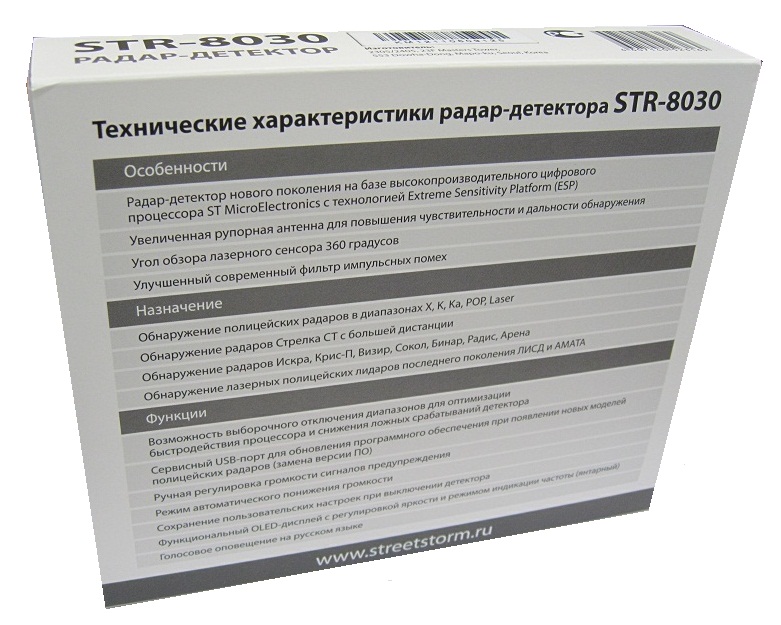 STR-8030
РАДАР-ДЕТЕКТОР
Изготовитель:
Технические характеристики радар-детектора STR-8030
Особенности
Радар-детектор нового поколения на базе высокопроизводительного цифрового
процессора ST MicroElectronics с технологией Extreme Sensitivity Platform (ESP)
Увеличенная рупорная антенна для повышения чувствительности и дальности обнаружения
Угол обзора лазерного сенсора 360 градусов
Улучшенный современный фильтр импульсных помех
Назначение
Обнаружение полицейских радаров в диапазонах X, K, Ka, POP, Laser
Обнаружение радаров Стрелка СТ с большей дистанции
Обнаружение радаров Искра, Крис-П, Визир, Сокол, Бинар, Радис, Арена
Обнаружение лазерных полицейских лидаров последнего поколения ЛИСД и АМАТА
Функции
Возможность выборочного отключения диапазонов для оптимизации
быстродействия процессора и снижения ложных срабатываний детектора
Сервисный USB-порт для обновления программного обеспечения при появлении новых моделей
полицейских радаров (замена версии ПО)
Ручная регулировка громкости сигналов предупреждения
Режим автоматического понижения громкости
Сохранение пользовательских настроек при выключении детектора
Функциональный OLED-дисплей с регулировкой яркости и режимом индикации частоты (янтарный)
Голосовое оповещение на русском языке
www.streetstorm.ru